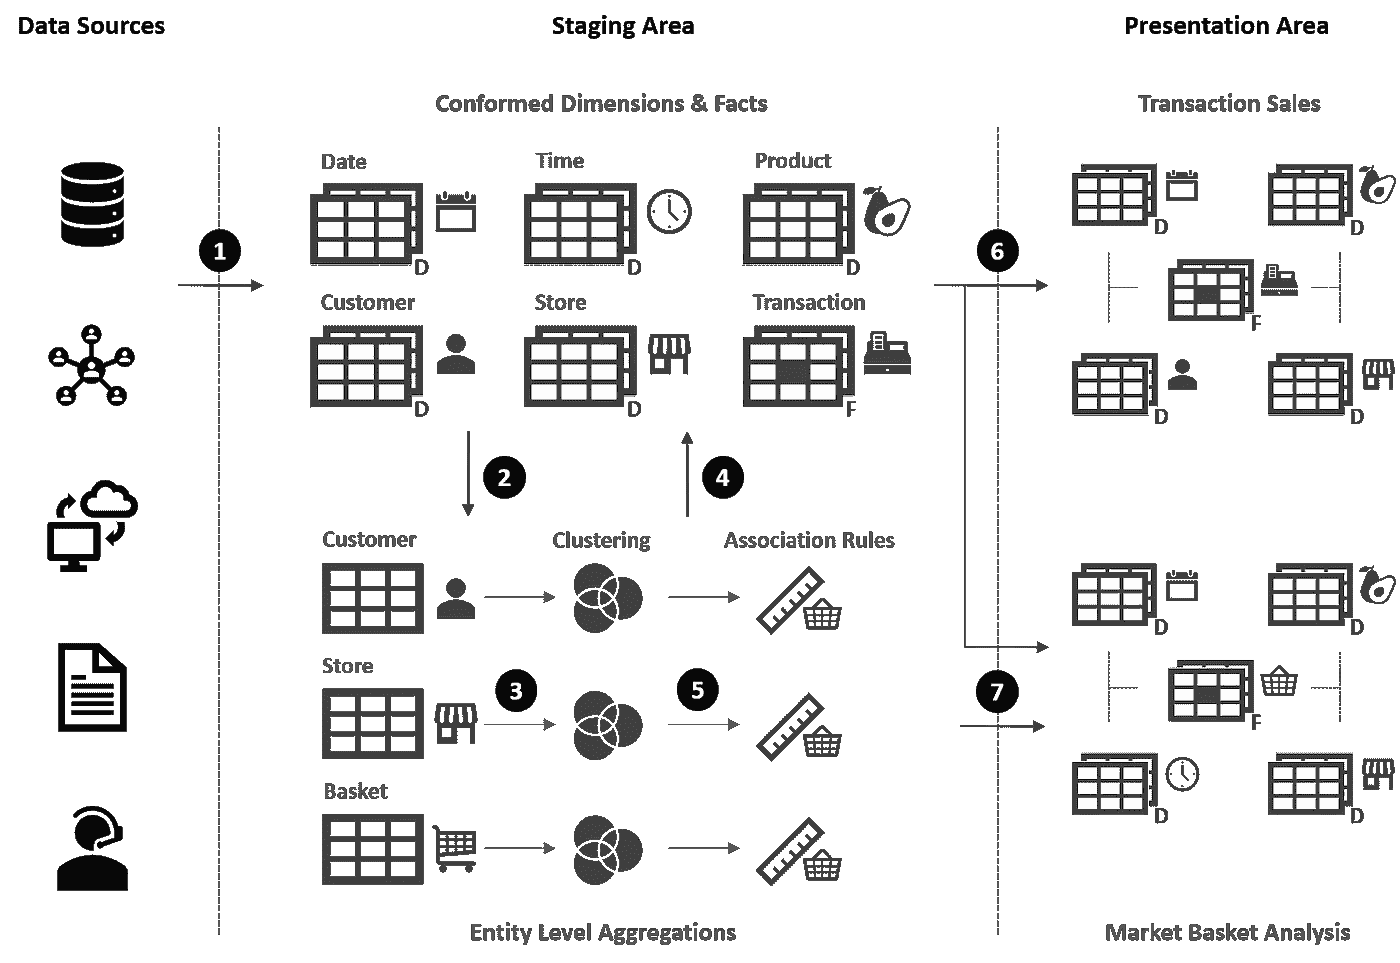 Data Sources
Staging Area
Presentation Area
Conformed Dimensions & Facts
Transaction Sales
Date
Time
Product
D
D
D
D
D
1
6
Customer
Store
Transaction
F
D
D
F
D
D
2
4
Customer
Clustering
Association Rules
D
D
Store
3
5
7
F
Basket
D
D
Entity Level Aggregations
Market Basket Analysis